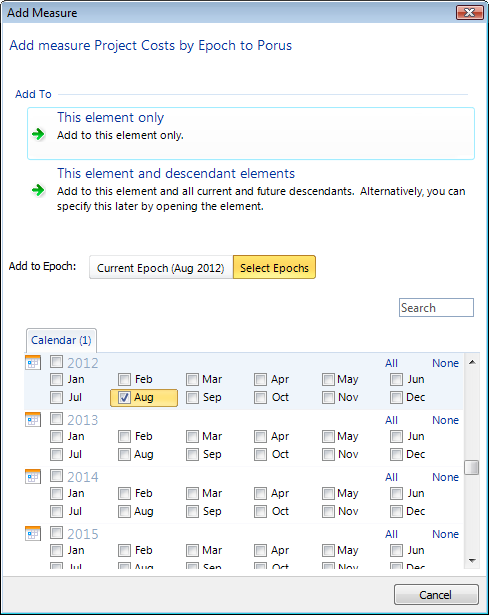 Add Measure
Add measure Project Costs by Epoch to Porus
Add To
This element only
Add to this element only.
This element and descendant elements
Add to this element and all current and future descendants. Alternatively, you can
specify this later by opening the element.
Add to Epoch: Current Epoch (Aug 2012) Select Epochs
Search
Calendar (1)
2012 All None
Jan Feb Mar Apr May Jun
Jul Aug Sep Oct Nov Dec
2013 All None
Jan Feb Mar Apr May Jun
Jul Aug Sep Oct Nov Dec
2014 All None
Jan Feb Mar Apr May Jun
Jul Aug Sep Oct Nov Dec
2015 All None
Jan Feb Mar Apr May Jun
Jul Aug Sep Oct Nov Dec
Cancel